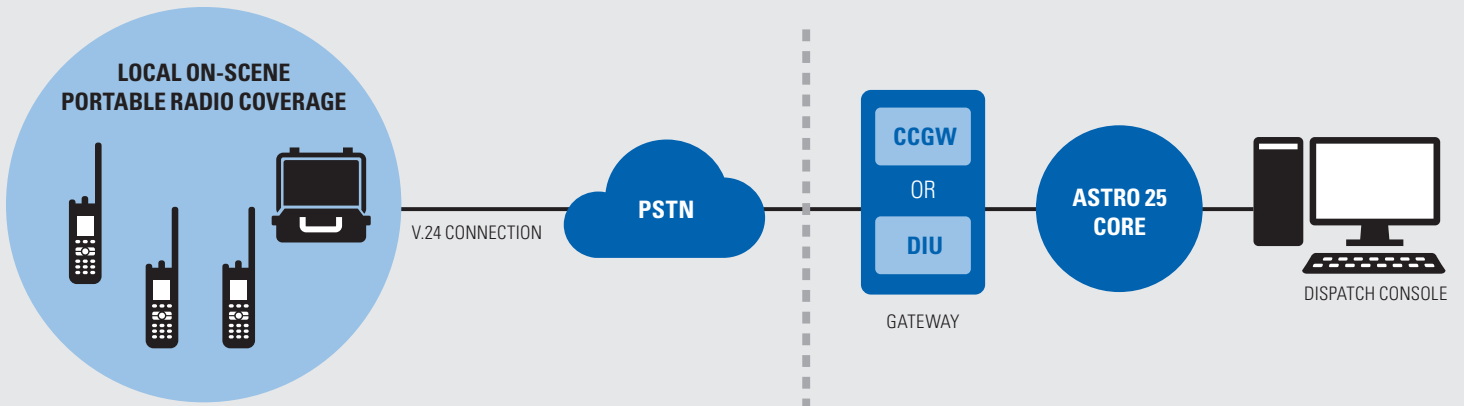 LOCAL ON-SCENE
PORTABLE RADIO COVERAGE
V.24 CONNECTION
PSTN
CCGW
OR
DIU
GATEWAY
ASTRO 25
CORE
DISPATCH CONSOLE